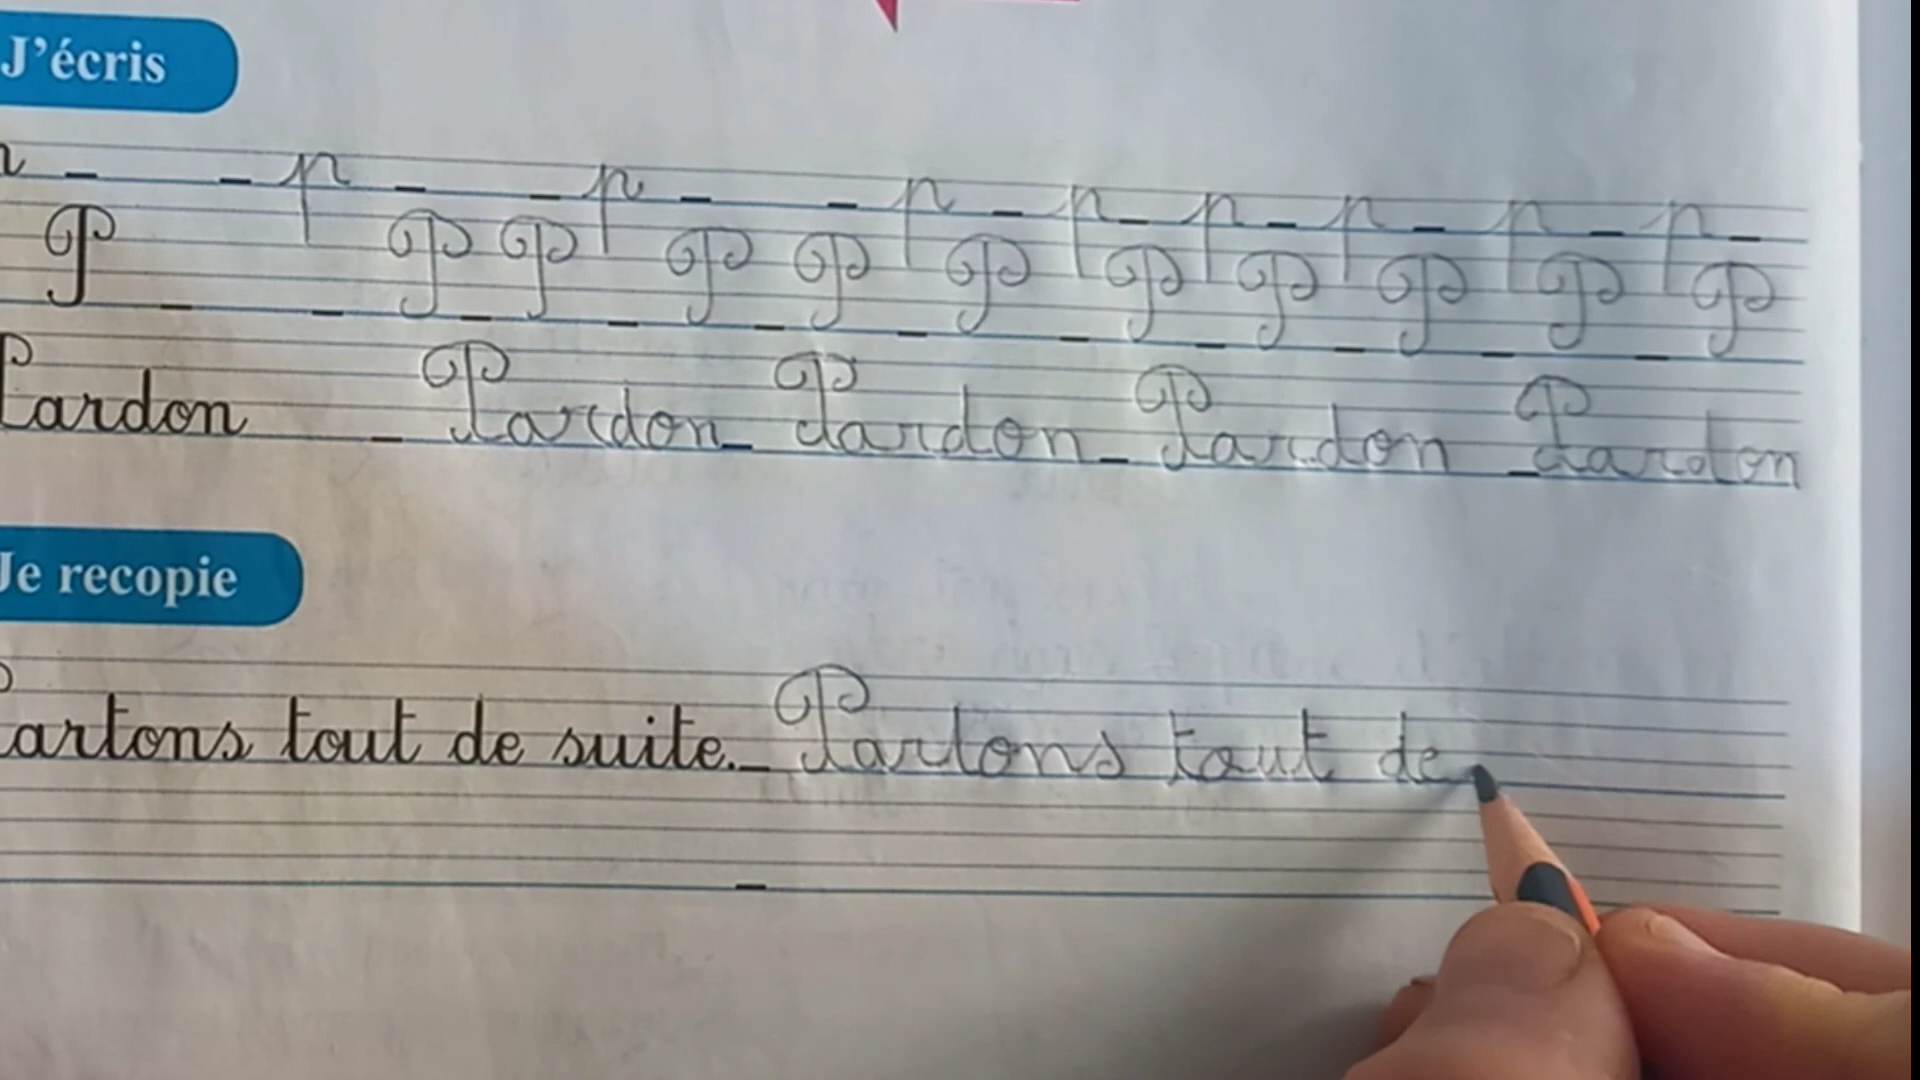 J'écris
p p p p p p p p p
P P P P P P P P P P P
Pardon Pardon Pardon Pardon Pardon
Je recopie
Partons tout de suite. Partons tout de